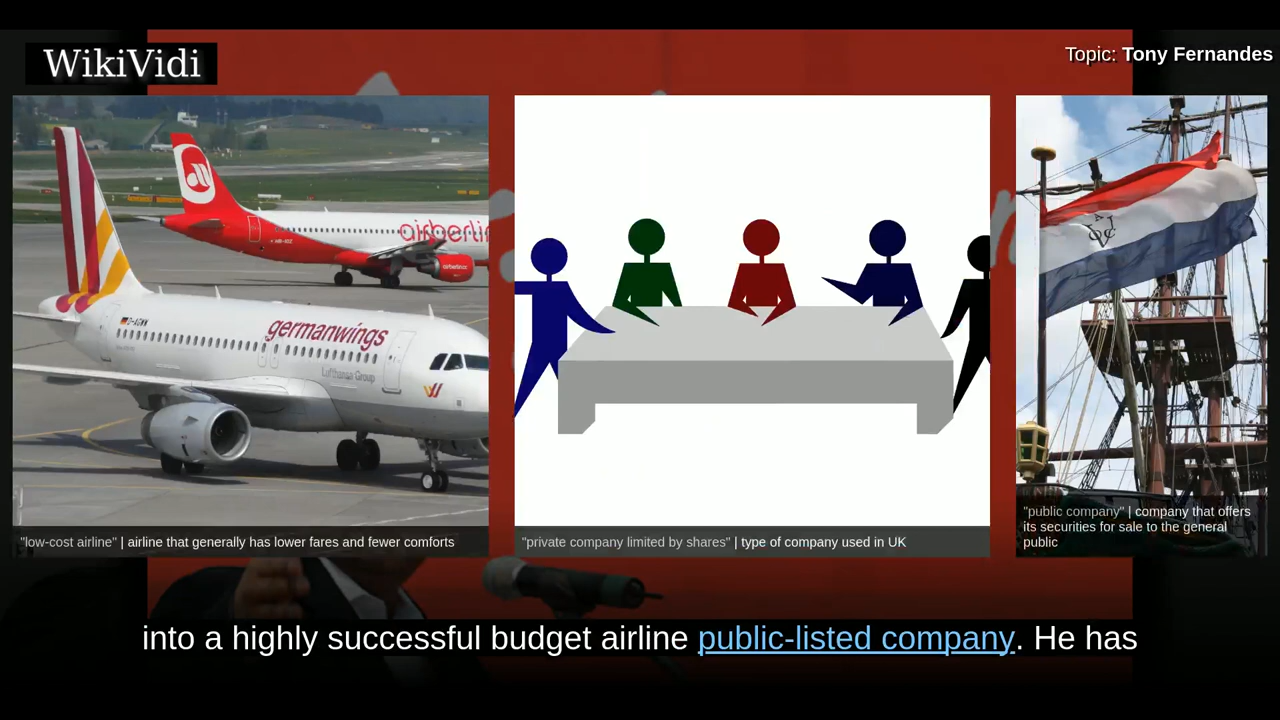 WikiVidi
Topic: Tony Fernandes
airberlin
germanwings
Lufthansa Group
"low-cost airline" | airline that generally has lower fares and fewer comforts
"private company limited by shares" | type of company used in UK
"public company" | company that offers
its securities for sale to the general
public
into a highly successful budget airline public-listed company. He has